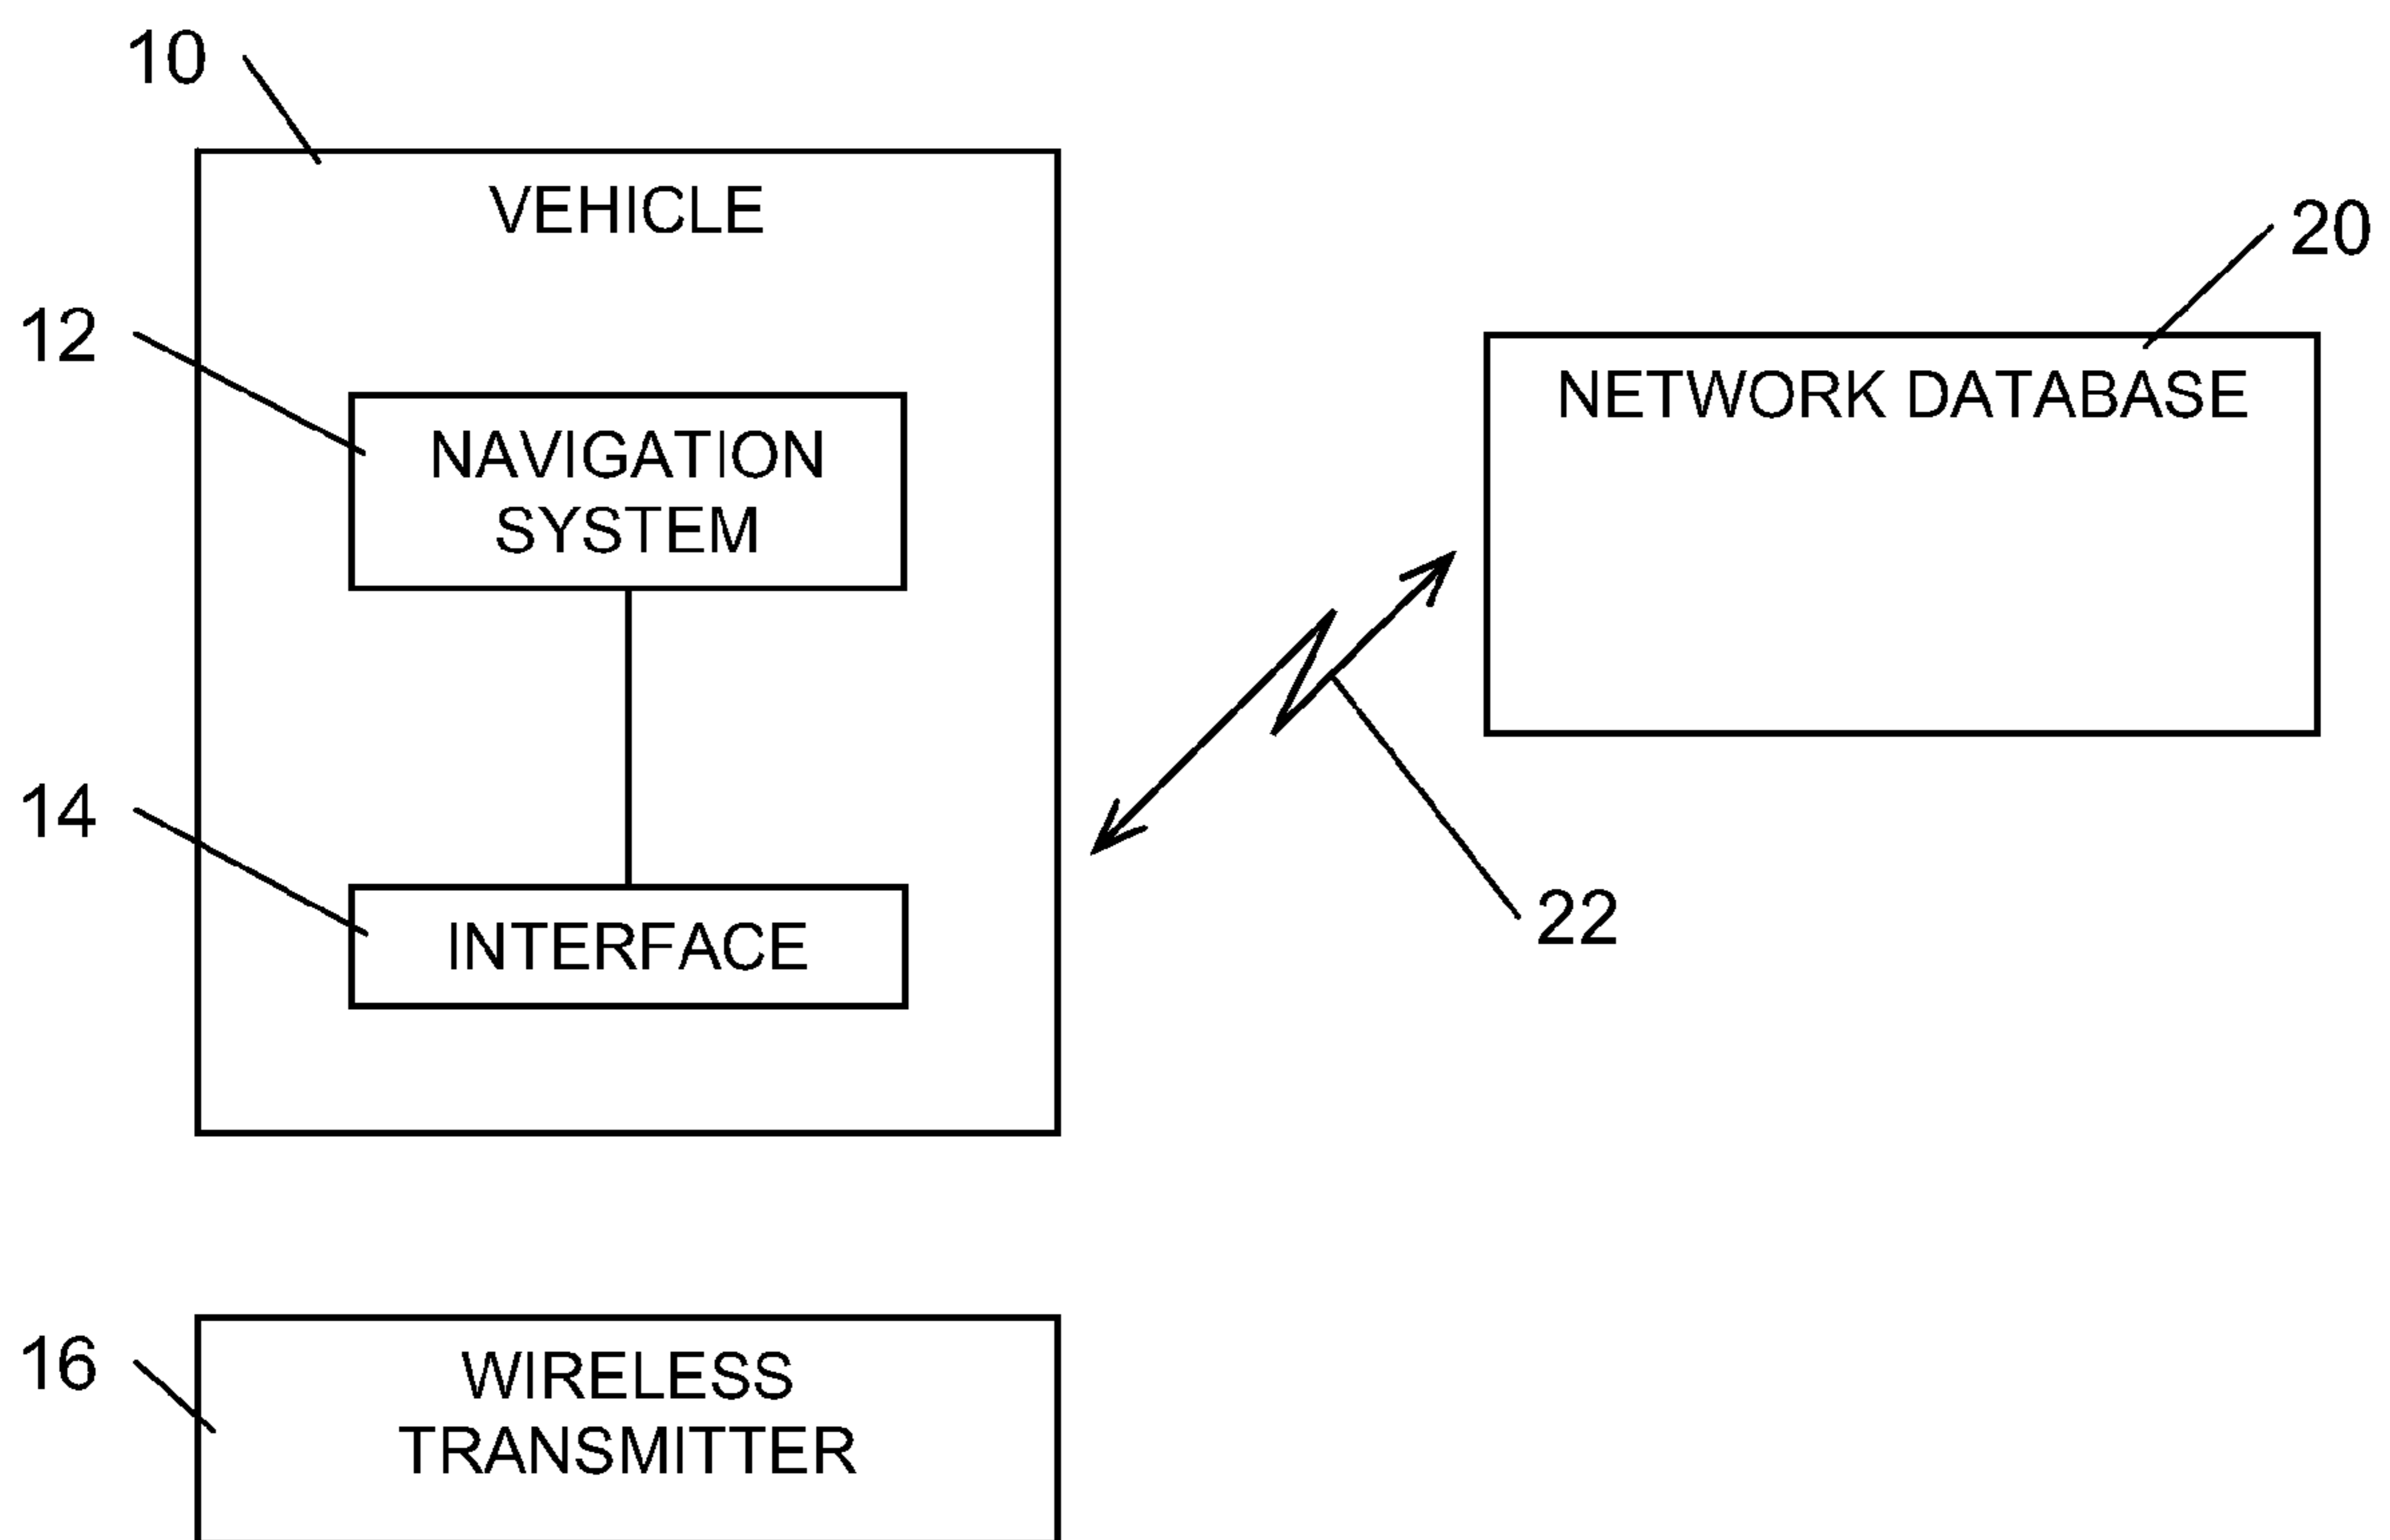 10
VEHICLE
20
12
NETWORK DATABASE
NAVIGATION
SYSTEM
14
22
INTERFACE
16
WIRELESS
TRANSMITTER